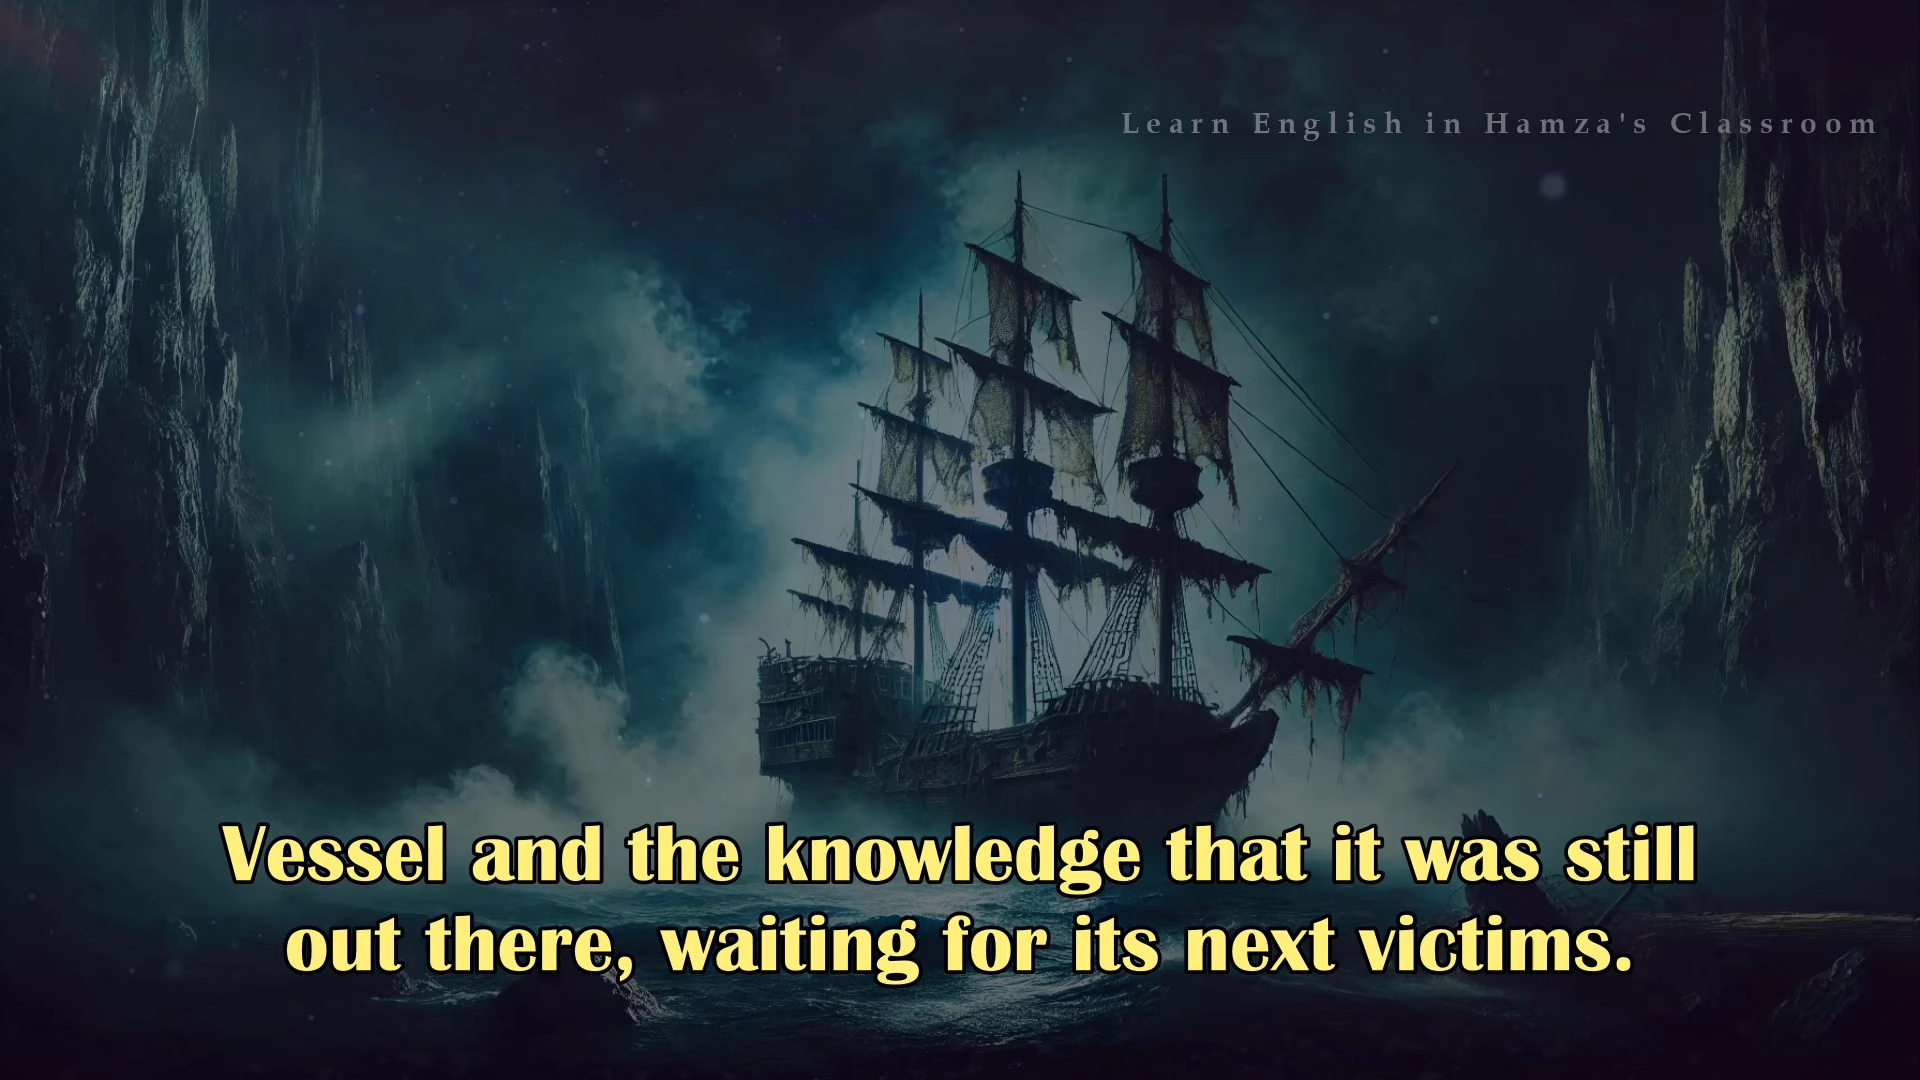 Learn English in Hamza's Classroom
Vessel and the knowledge that it was still
out there, waiting for its next victims.